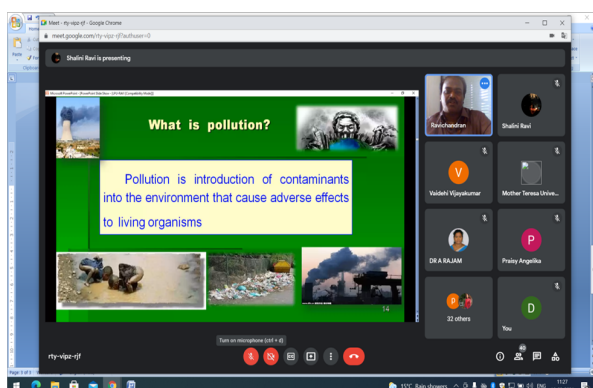 Meet - rty-vipz-rjf - Google Chrome
meet.google.com/rty-vipz-rjf?authuser=0
Shalini Ravi is presenting
What is pollution?
Pollution is introduction of contaminants
into the environment that cause adverse effects
to living organisms
14
Ravichandran
Shalini Ravi
V
Vaidehi Vijayakumar
Mother Teresa Unive...
DR A RAJAM
P
Praisy Angelika
P
32 others
D
You
Turn on microphone (ctrl + d)
rty-vipz-rjf
40
15°C Rain showers
ENG
1127